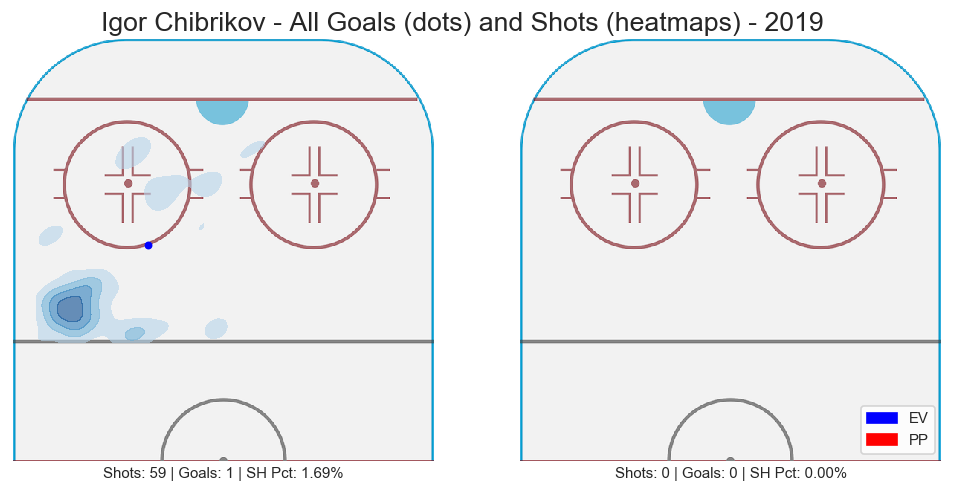 Igor Chibrikov - All Goals (dots) and Shots (heatmaps) - 2019
EV
PP
Shots: 59 | Goals: 1 | SH Pct: 1.69%
Shots: 0 | Goals: 0 | SH Pct: 0.00%